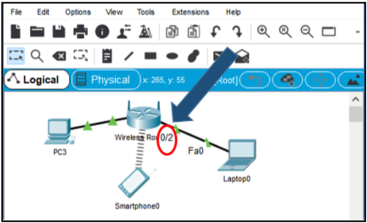 File Edit Options View Tools Extensions Help
Logical Physical x: 265, y: 55 Root]
Wireless Rou 0/2
PC3 Fa0
Laptop0
Smartphone0